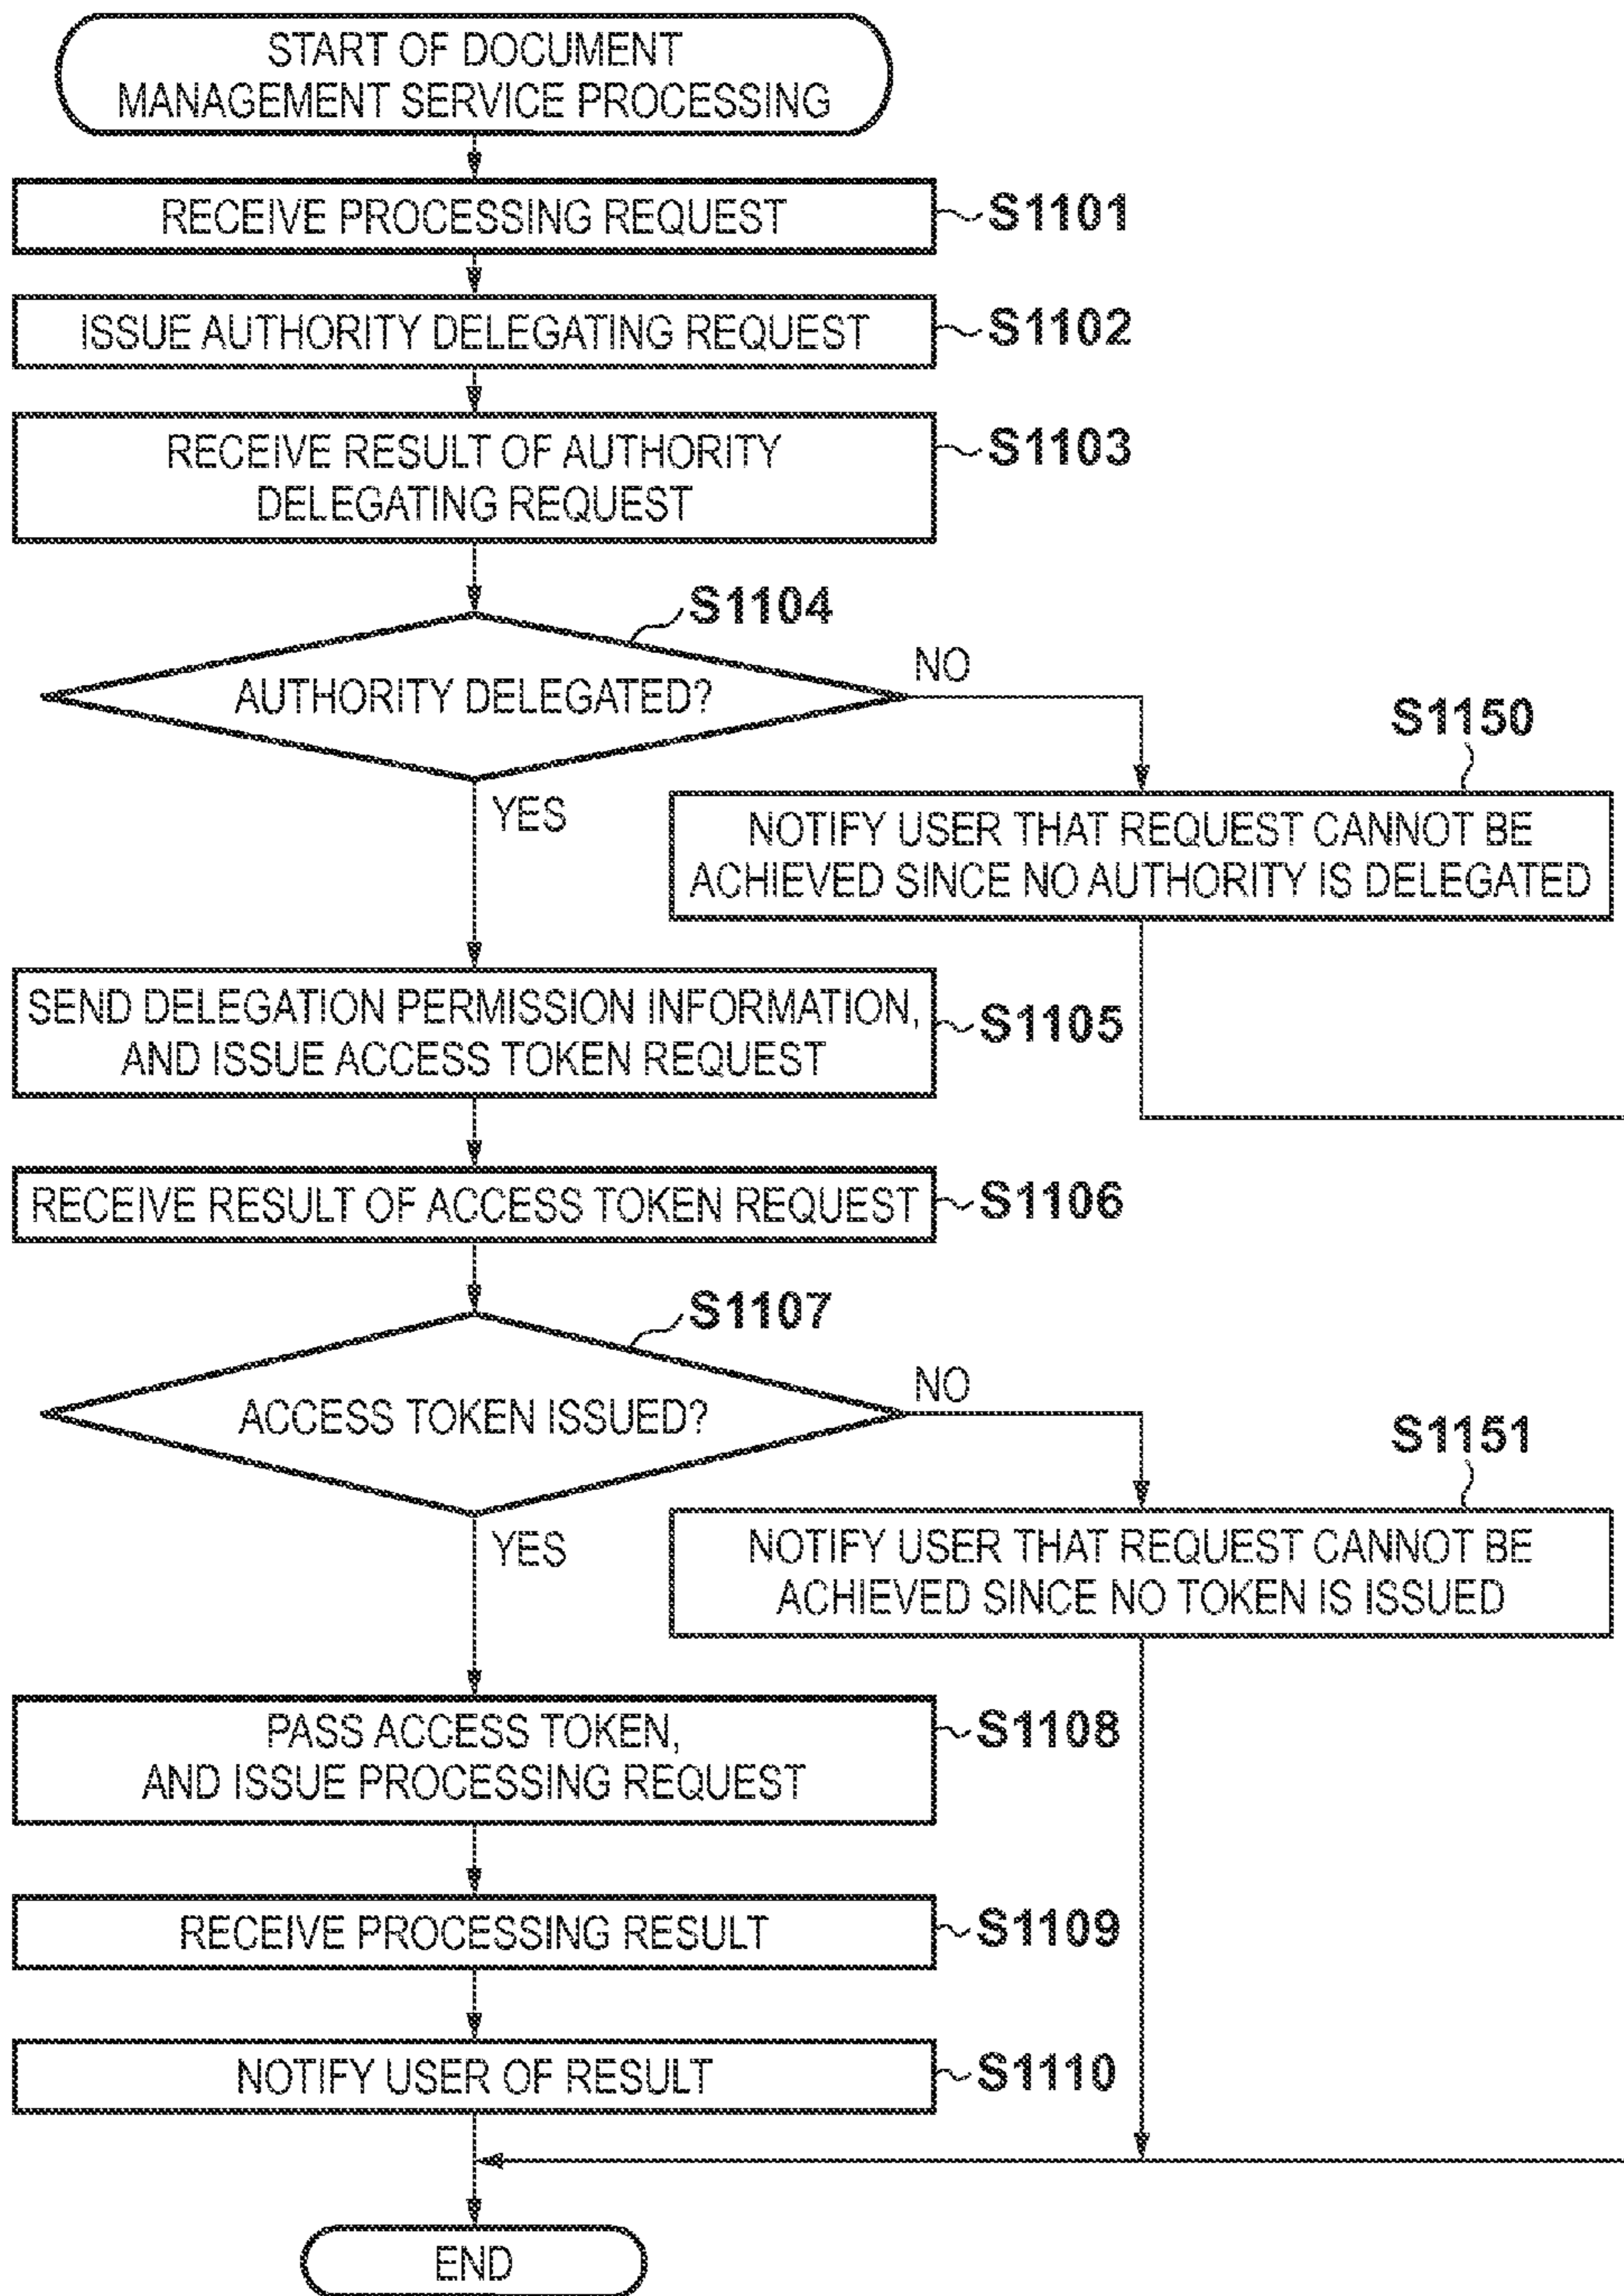 START OF DOCUMENT
MANAGEMENT SERVICE PROCESSING
RECEIVE PROCESSING REQUEST
S1101
ISSUE AUTHORITY DELEGATING REQUEST
S1102
RECEIVE RESULT OF AUTHORITY
DELEGATING REQUEST
S1103
S1104
AUTHORITY DELEGATED?
NO
YES
S1150
NOTIFY USER THAT REQUEST CANNOT BE
ACHIEVED SINCE NO AUTHORITY IS DELEGATED
SEND DELEGATION PERMISSION INFORMATION,
AND ISSUE ACCESS TOKEN REQUEST
S1105
RECEIVE RESULT OF ACCESS TOKEN REQUEST
S1106
S1107
ACCESS TOKEN ISSUED?
NO
YES
S1151
NOTIFY USER THAT REQUEST CANNOT BE
ACHIEVED SINCE NO TOKEN IS ISSUED
PASS ACCESS TOKEN,
AND ISSUE PROCESSING REQUEST
S1108
RECEIVE PROCESSING RESULT
S1109
NOTIFY USER OF RESULT
S1110
END